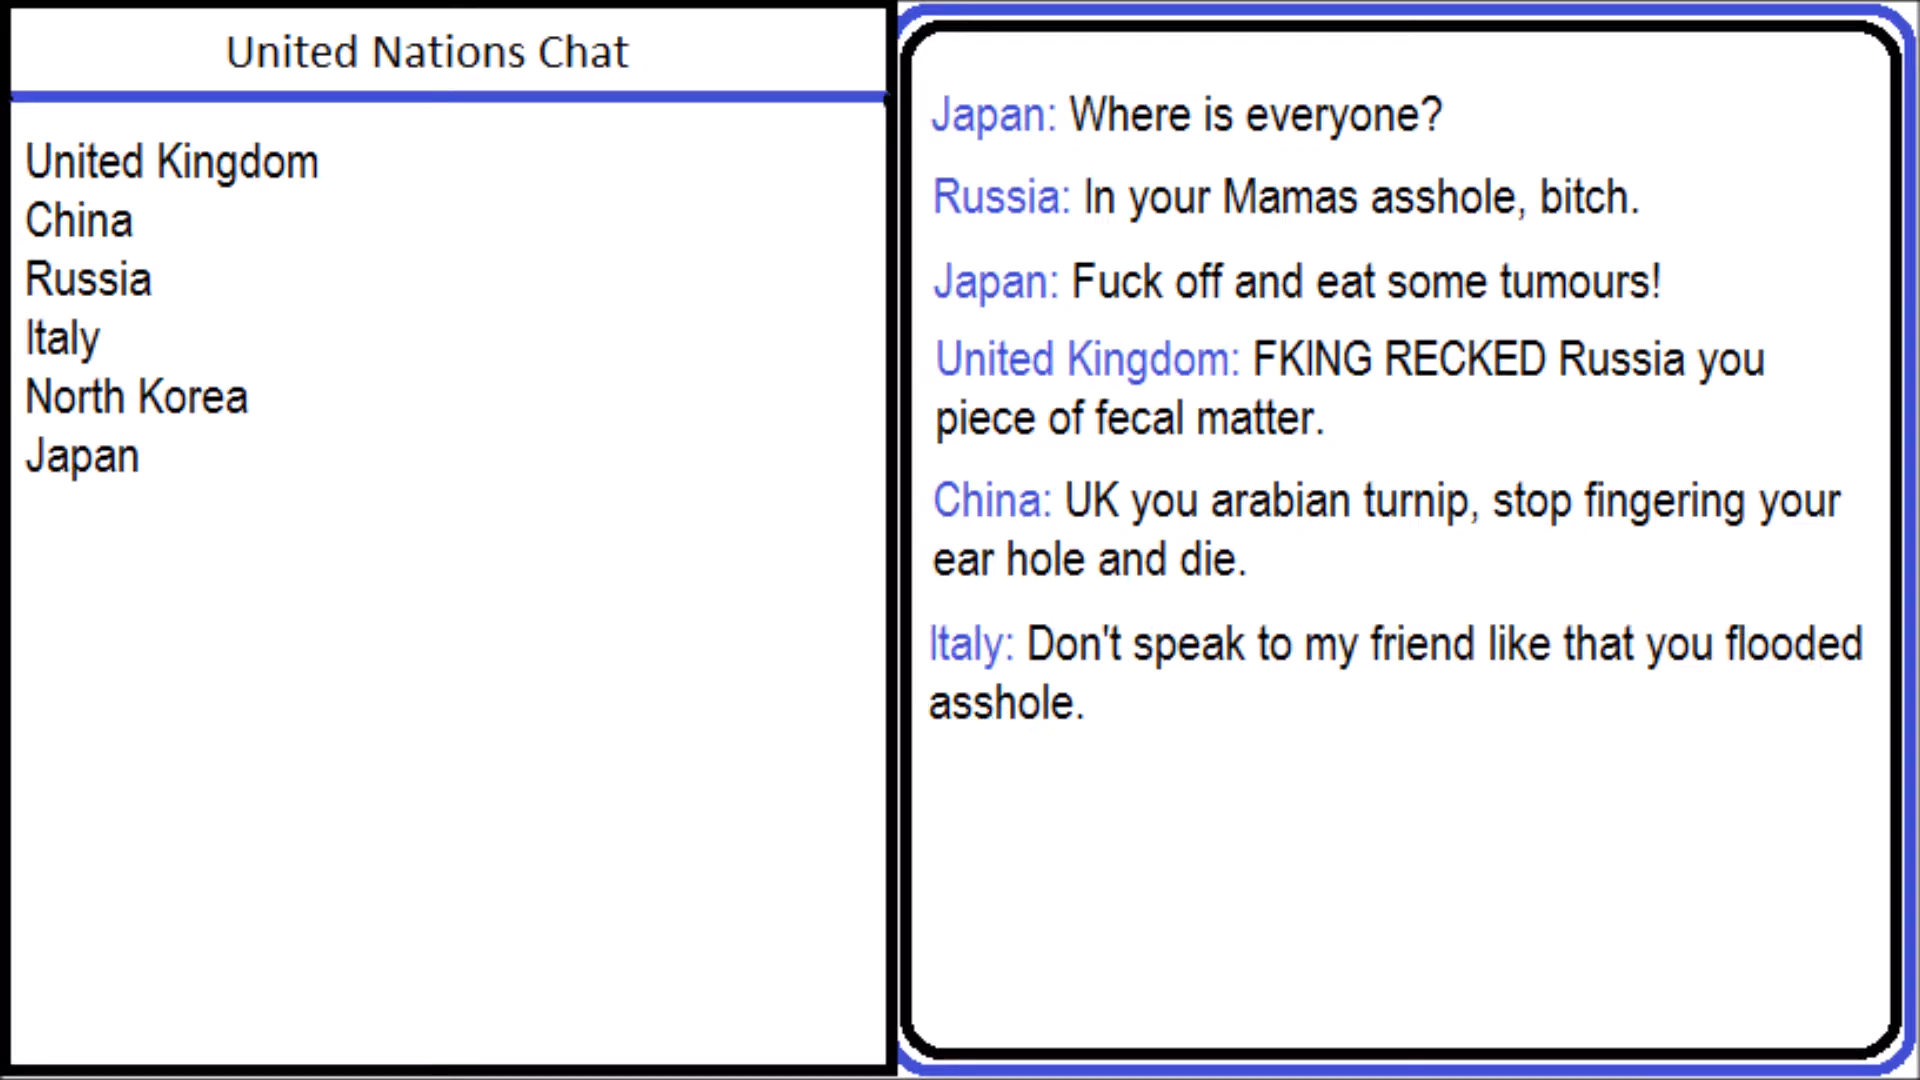 United Nations Chat
United Kingdom
China
Russia
Italy
North Korea
Japan
Japan: Where is everyone?
Russia: In your Mamas asshole, bitch.
Japan: Fuck off and eat some tumours!
United Kingdom: FKING RECKED Russia you
piece of fecal matter.
China: UK you arabian turnip, stop fingering your
ear hole and die.
Italy: Don't speak to my friend like that you flooded
asshole.